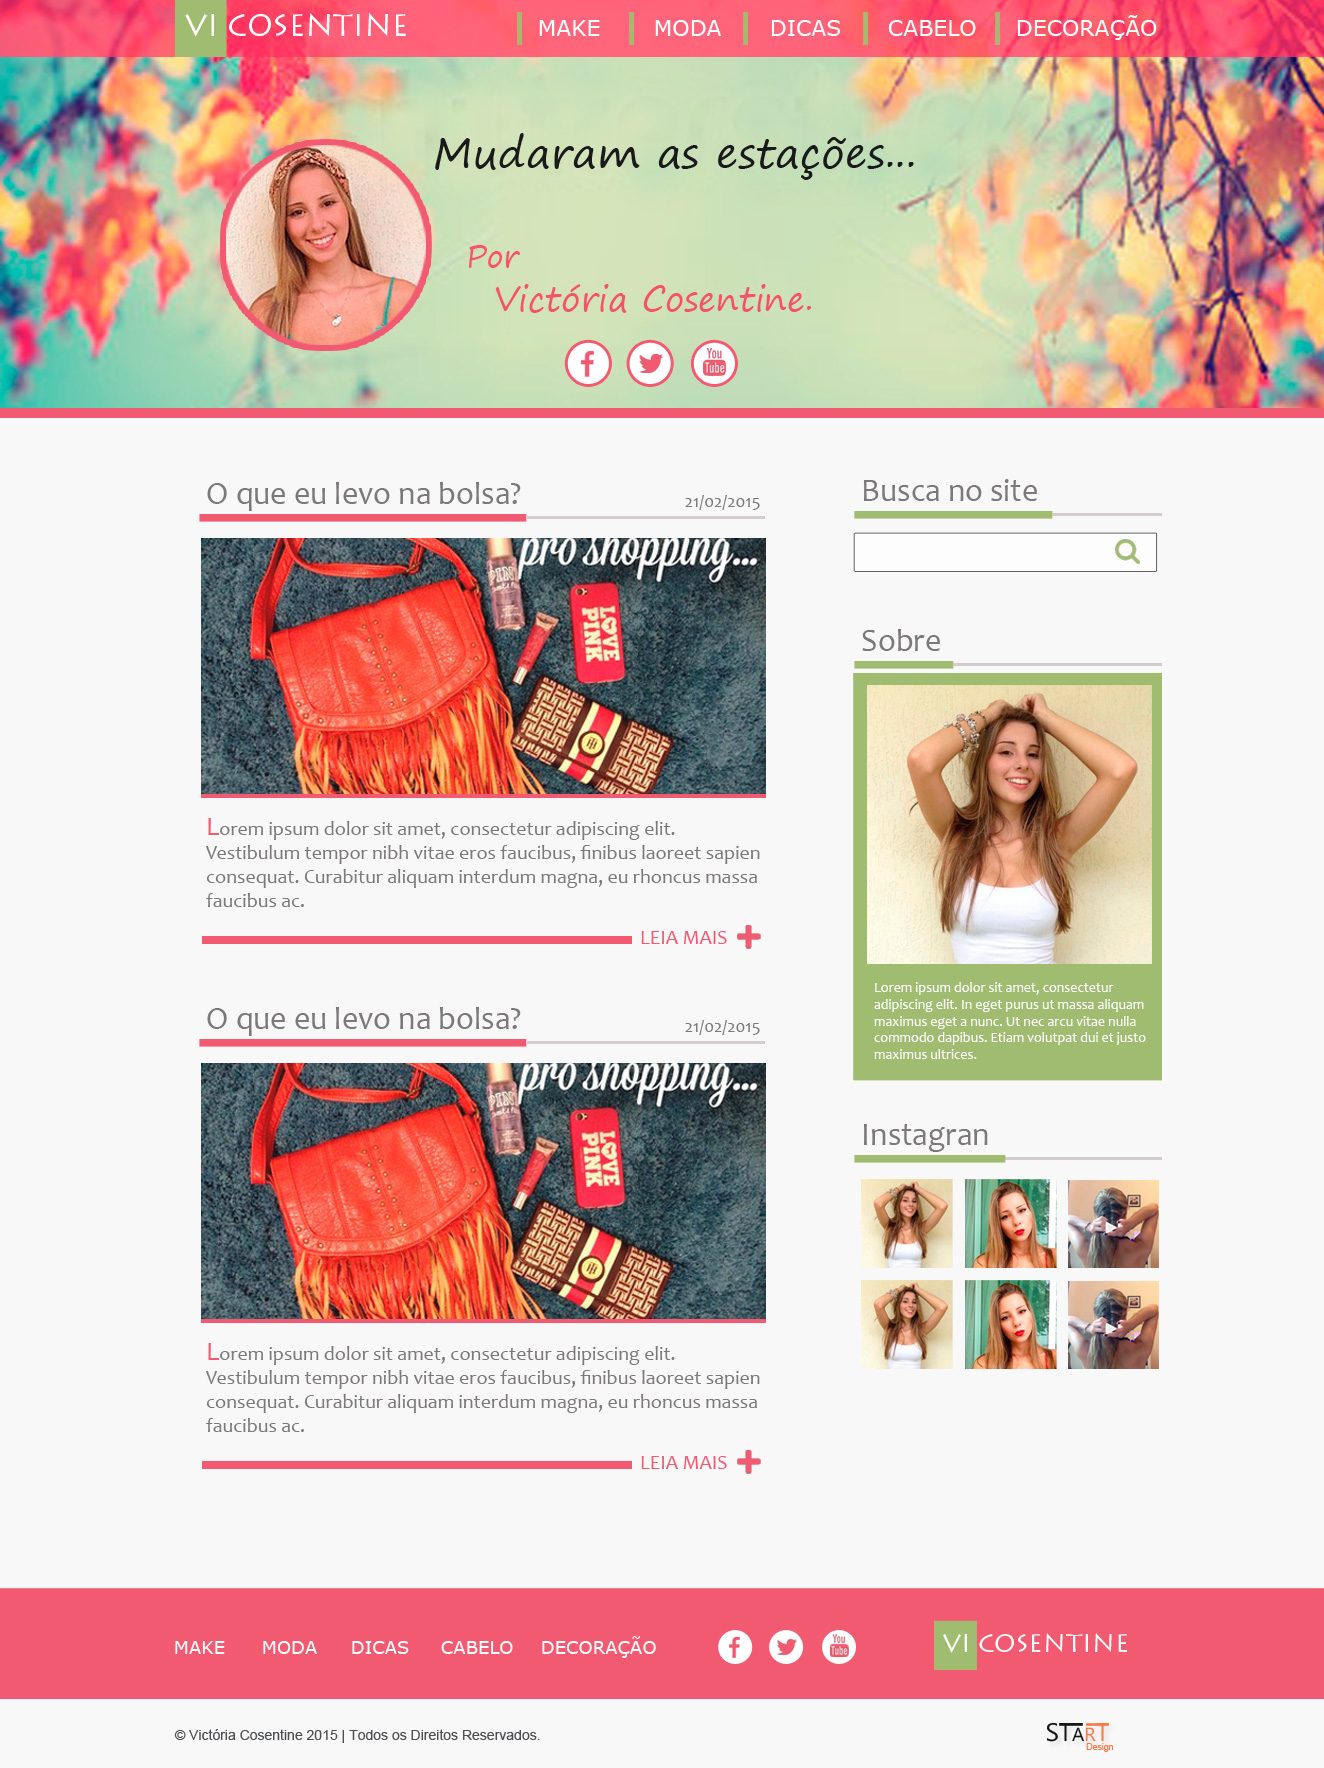 VI COSENTINE
MAKE
MODA
DICAS
CABELO
DECORAÇÃO
Mudaram as estações...
Por
Victória Cosentine.
You
Tube
O que eu levo na bolsa?
21/02/2015
pro shopping...
PINK
LOVE
PINK
Lorem ipsum dolor sit amet, consectetur adipiscing elit.
Vestibulum tempor nibh vitae eros faucibus, finibus laoreet sapien
consequat. Curabitur aliquam interdum magna, eu rhoncus massa
faucibus ac.
LEIA MAIS
O que eu levo na bolsa?
21/02/2015
pro shopping...
PINK
LOVE
PINK
Lorem ipsum dolor sit amet, consectetur adipiscing elit.
Vestibulum tempor nibh vitae eros faucibus, finibus laoreet sapien
consequat. Curabitur aliquam interdum magna, eu rhoncus massa
faucibus ac.
LEIA MAIS
Busca no site
Sobre
Lorem ipsum dolor sit amet, consectetur
adipiscing elit. In eget purus ut massa aliquam
maximus eget a nunc. Ut nec arcu vitae nulla
commodo dapibus. Etiam volutpat dui et justo
maximus ultrices.
Instagran
MAKE
MODA
DICAS
CABELO
DECORAÇÃO
You
Tube
VI COSENTINE
© Victória Cosentine 2015 | Todos os Direitos Reservados.
START
Design